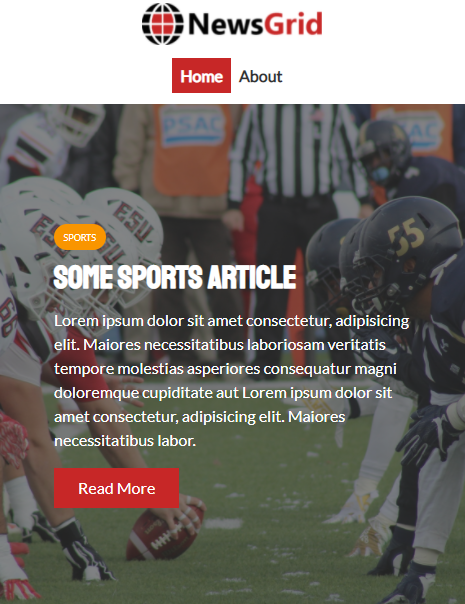 NewsGrid
Home About
PSAC
SPORTS
ESU
ESU
55
SOME SPORTS ARTICLE
Lorem ipsum dolor sit amet consectetur, adipisicing
elit. Maiores necessitatibus laboriosam veritatis
tempore molestias asperiores consequatur magni
doloremque cupiditate aut Lorem ipsum dolor sit
amet consectetur, adipisicing elit. Maiores
necessitatibus labor.
Read More